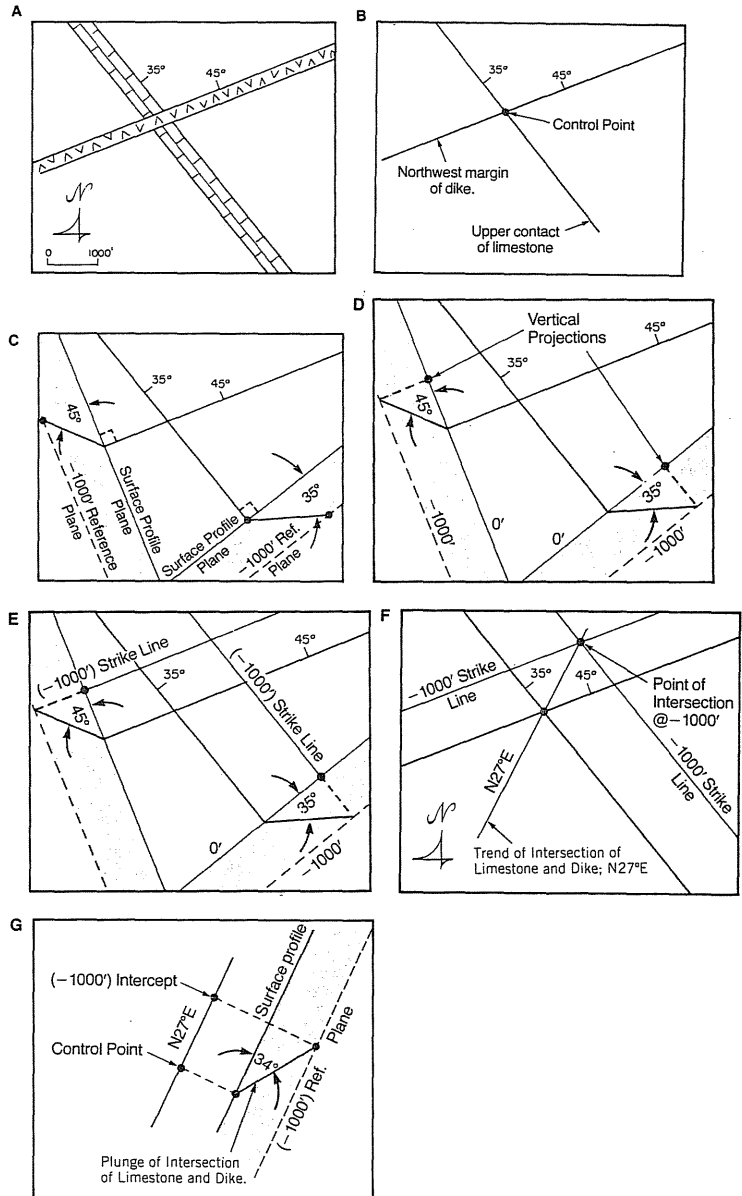 A
35°
45°
N
0 1000'
B
35°
45°
Control Point
Northwest margin
of dike.
Upper contact
of limestone
C
35°
45°
45°
-1000' Reference
Plane
Surface Profile
Plane
Surface Profile
Plane
35°
-1000' Ref.
Plane
D
Vertical
Projections
45°
35°
45°
-1000'
0'
0'
35°
-1000'
E
(-1000') Strike Line
45°
35°
(-1000') Strike Line
45°
0'
35°
-1000'
F
-1000' Strike
Line
35°
45°
Point of
Intersection
@-1000'
N27°E
-1000' Strike
Line
N
Trend of Intersection of
Limestone and Dike; N27°E
G
(-1000') Intercept
N27°E
Surface profile
Control Point
34°
Plane
(-1000') Ref.
Plunge of Intersection
of Limestone and Dike.